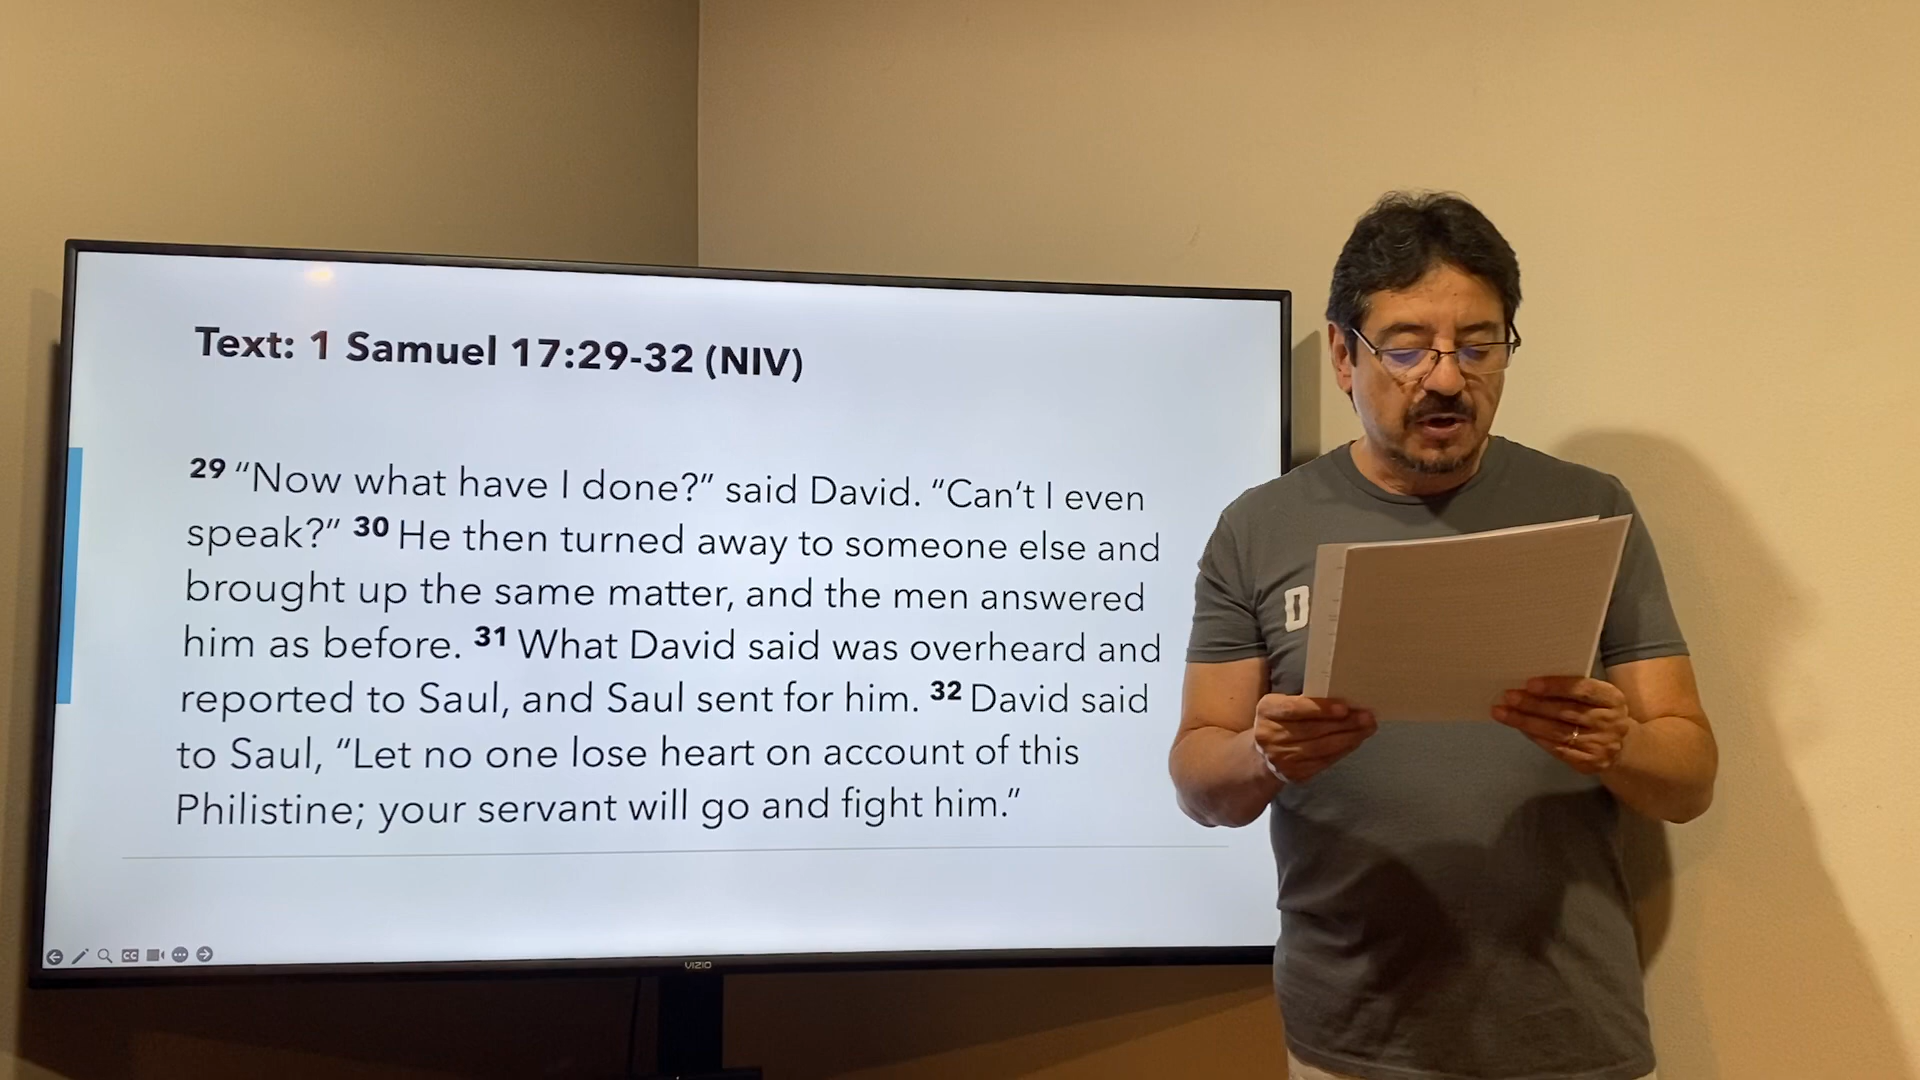 Text: 1 Samuel 17:29-32 (NIV)
29 “Now what have I done?” said David. “Can’t I even
speak?” 30 He then turned away to someone else and
brought up the same matter, and the men answered
him as before. 31 What David said was overheard and
reported to Saul, and Saul sent for him. 32 David said
to Saul, “Let no one lose heart on account of this
Philistine; your servant will go and fight him.”
CC
VIZIO